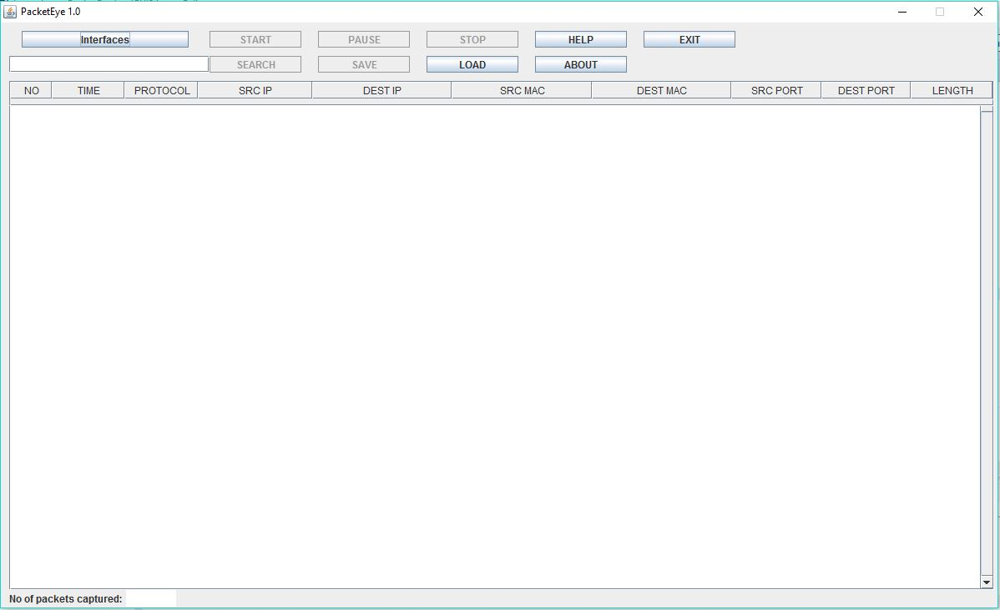 PacketEye 1.0
Interfaces START PAUSE STOP HELP EXIT
SEARCH SAVE LOAD ABOUT
NO TIME PROTOCOL SRC IP DEST IP SRC MAC DEST MAC SRC PORT DEST PORT LENGTH
No of packets captured: